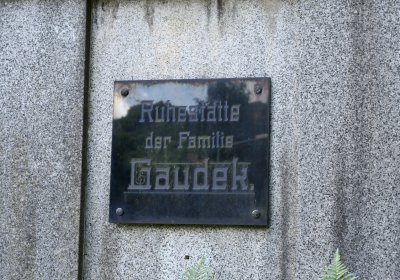 Ruhestätte
der Familie
Gaudek.